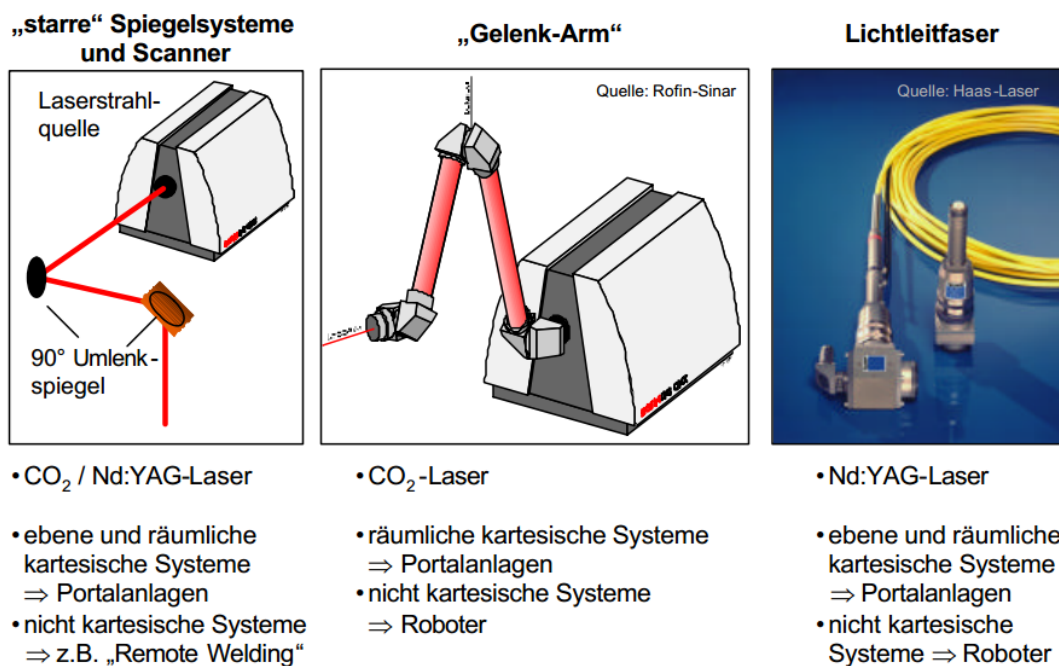 „starre“ Spiegelsysteme
und Scanner
Laserstrahl-
quelle
90° Umlenk-
spiegel
• CO₂ / Nd:YAG-Laser
• ebene und räumliche
kartesische Systeme
⇒ Portalanlagen
• nicht kartesische Systeme
⇒ z.B. „Remote Welding“
„Gelenk-Arm“
Quelle: Rofin-Sinar
• CO₂-Laser
• räumliche kartesische Systeme
⇒ Portalanlagen
• nicht kartesische Systeme
⇒ Roboter
Lichtleitfaser
Quelle: Haas-Laser
• Nd:YAG-Laser
• ebene und räumliche
kartesische Systeme
⇒ Portalanlagen
• nicht kartesische
Systeme ⇒ Roboter